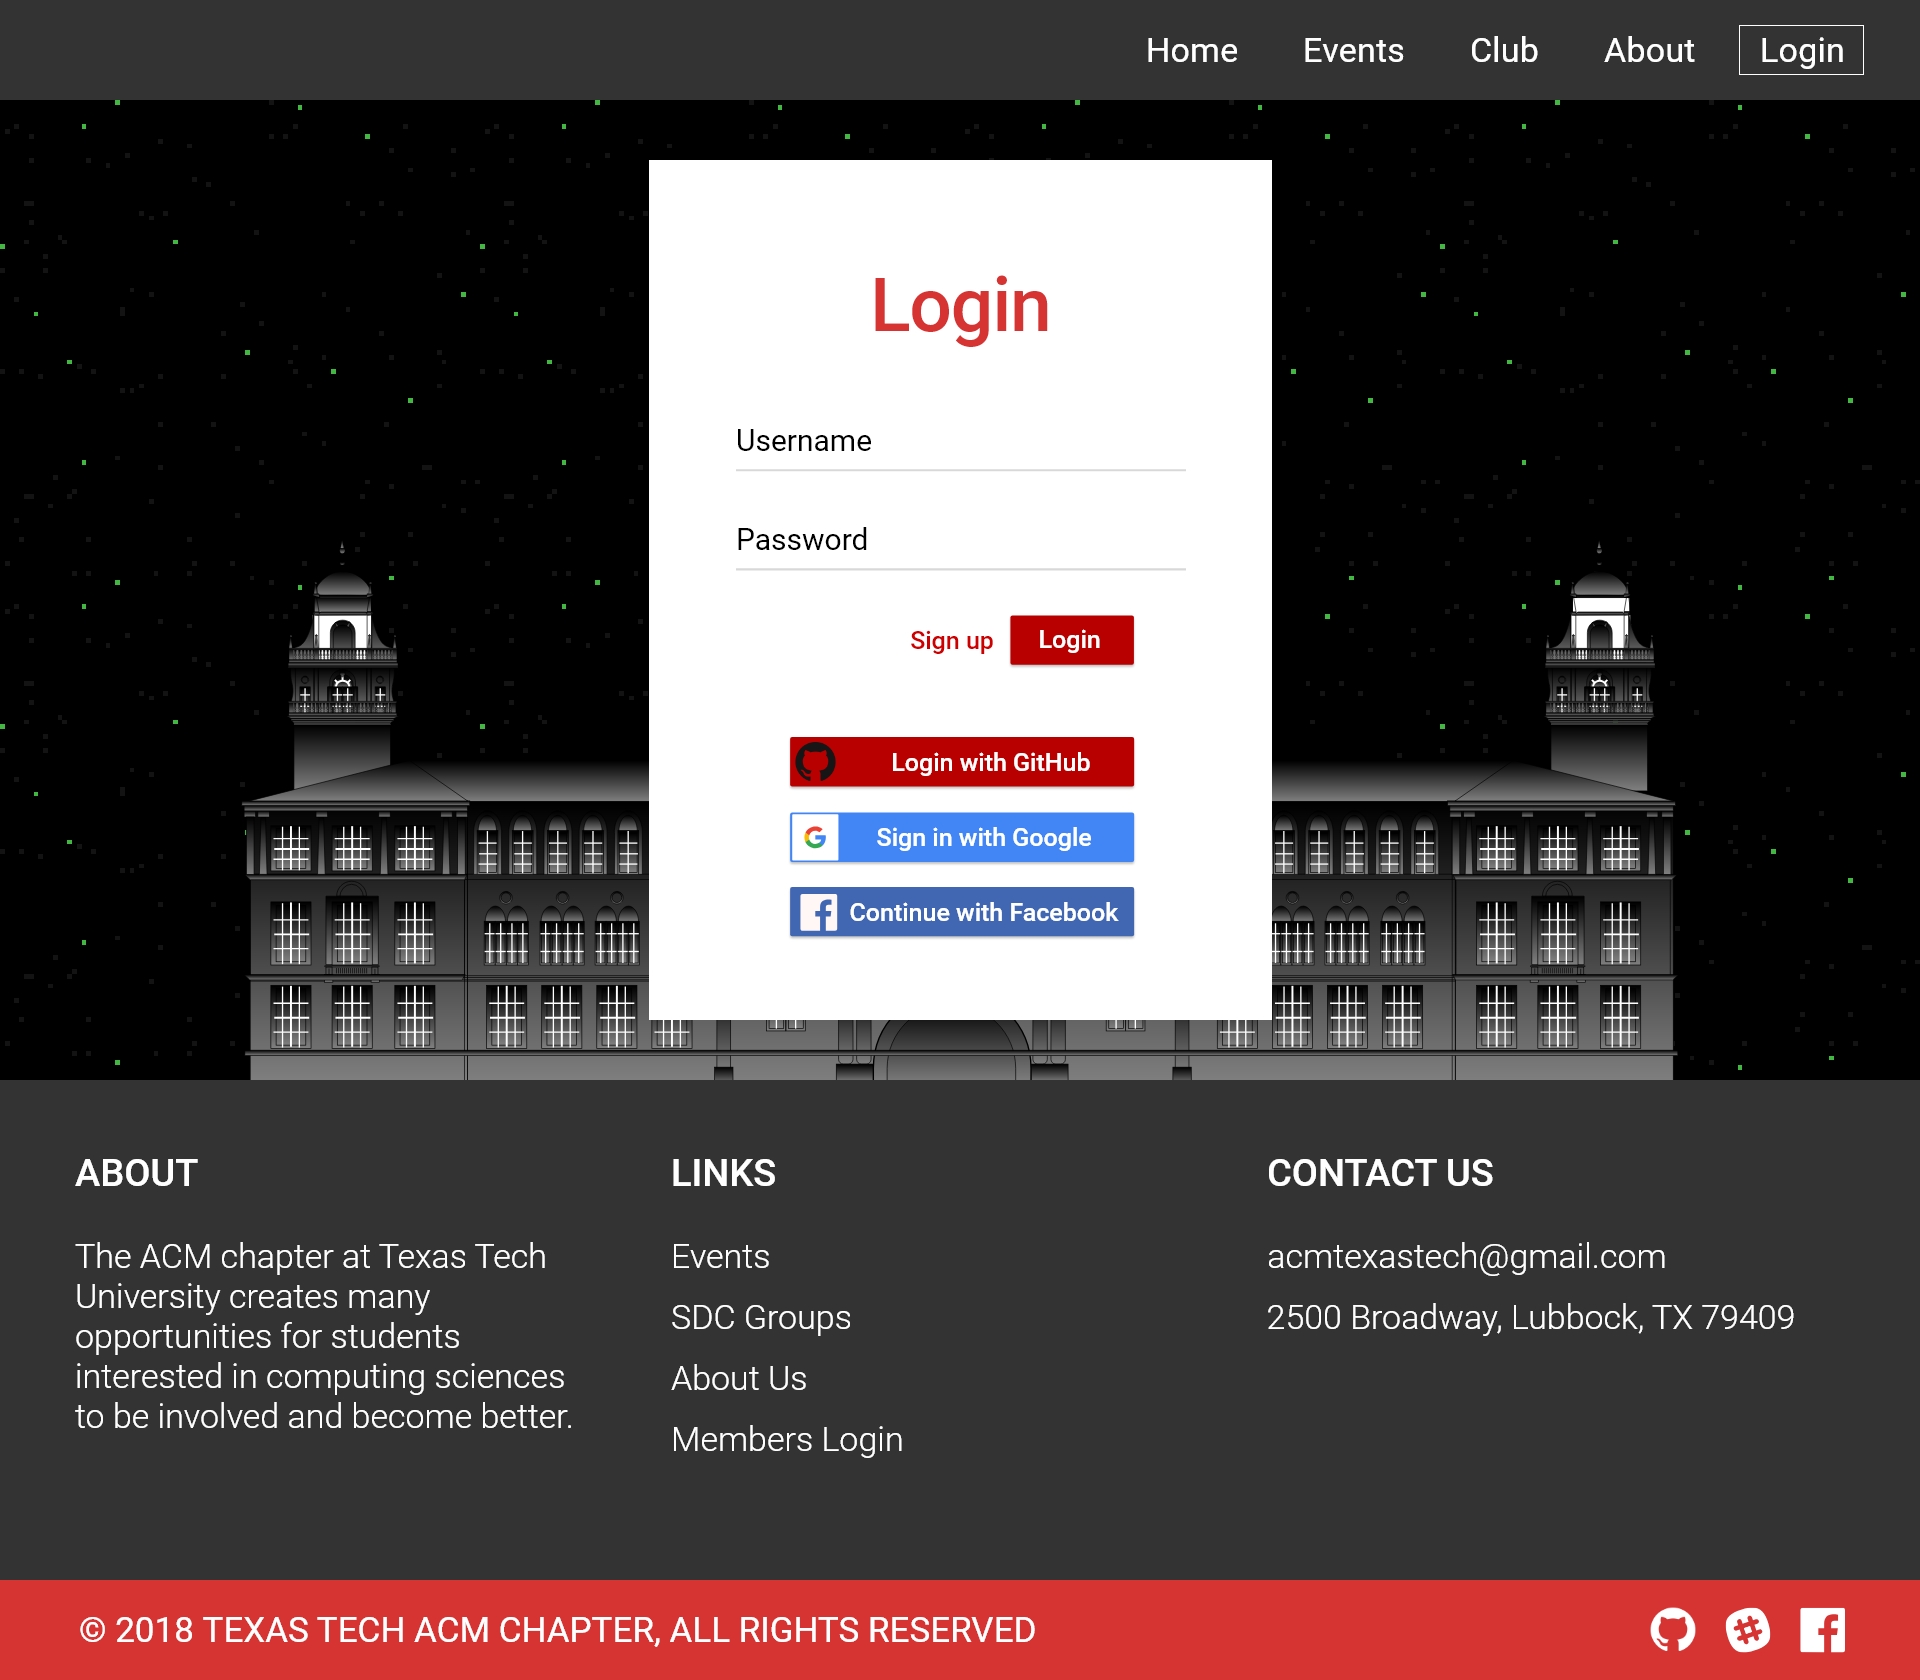 Home Events Club About Login
Login
Username
Password
Sign up Login
Login with GitHub
Sign in with Google
Continue with Facebook
ABOUT
The ACM chapter at Texas Tech
University creates many
opportunities for students
interested in computing sciences
to be involved and become better.
LINKS
Events
SDC Groups
About Us
Members Login
CONTACT US
acmtexastech@gmail.com
2500 Broadway, Lubbock, TX 79409
© 2018 TEXAS TECH ACM CHAPTER, ALL RIGHTS RESERVED